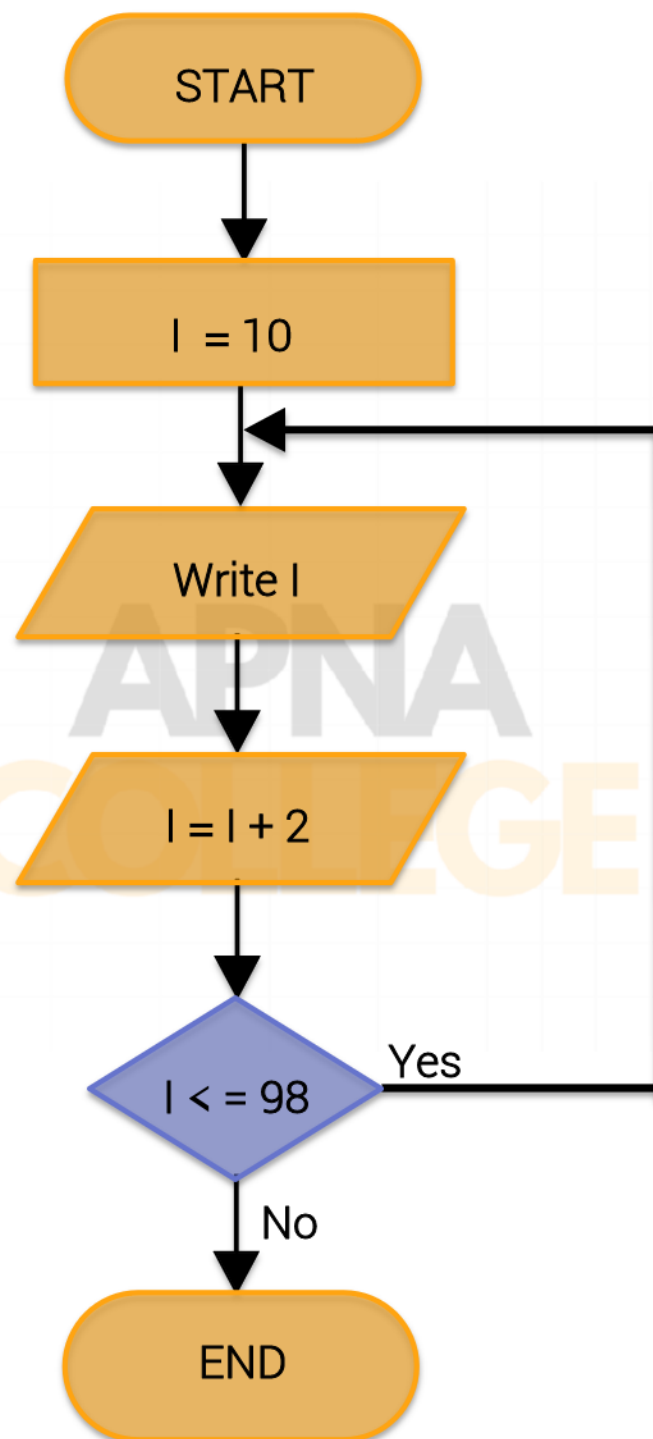 START
I = 10
Write I
APNA
I = I + 2
COLLEGE
I < = 98
Yes
No
END